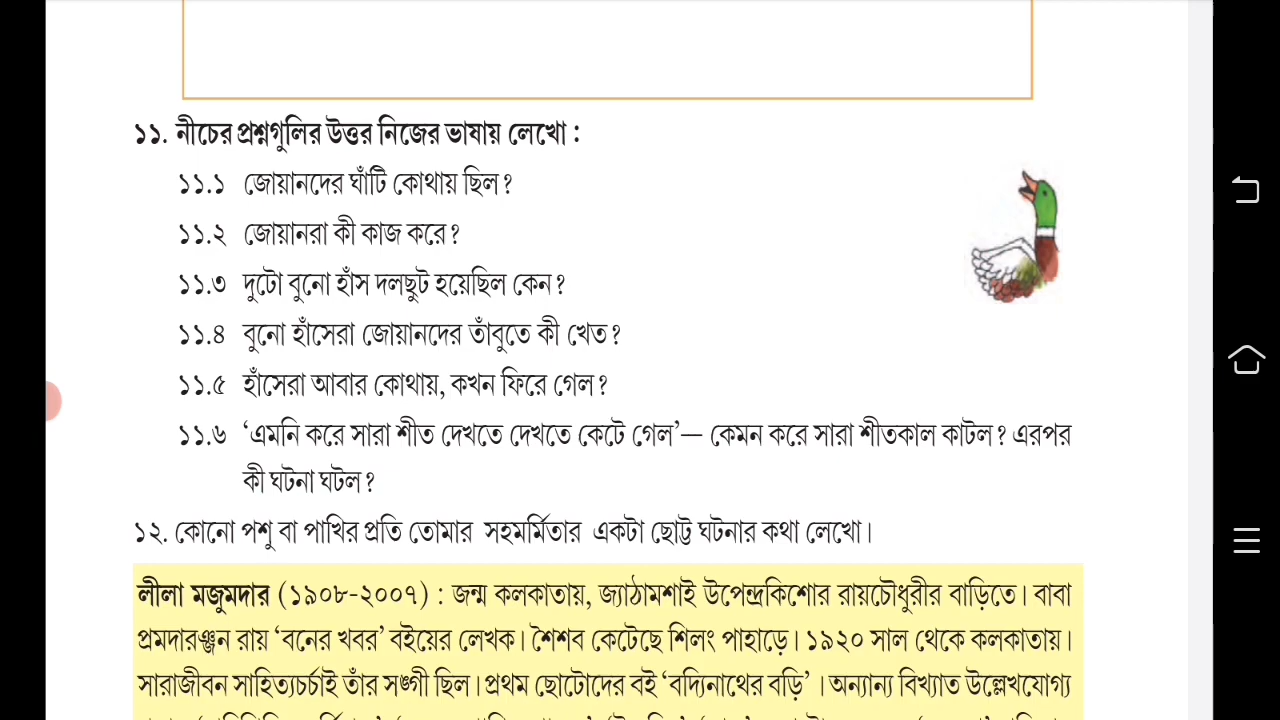 ১১. নীচের প্রশ্নগুলির উত্তর নিজের ভাষায় লেখো :
১১.১ জোয়ানদের ঘাঁটি কোথায় ছিল?
১১.২ জোয়ানরা কী কাজ করে?
১১.৩ দুটো বুনো হাঁস দলছুট হয়েছিল কেন?
১১.৪ বুনো হাঁসেরা জোয়ানদের তাঁবুতে কী খেত?
১১.৫ হাঁসেরা আবার কোথায়, কখন ফিরে গেল?
১১.৬ ‘এমনি করে সারা শীত দেখতে দেখতে কেটে গেল’— কেমন করে সারা শীতকাল কাটল? এরপর
কী ঘটনা ঘটল?
১২. কোনো পশু বা পাখির প্রতি তোমার সহমর্মিতার একটা ছোট্ট ঘটনার কথা লেখো।
লীলা মজুমদার (১৯০৮-২০০৭) : জন্ম কলকাতায়, জ্যাঠামশাই উপেন্দ্রকিশোর রায়চৌধুরীর বাড়িতে। বাবা
প্রমদারঞ্জন রায় ‘বনের খবর’ বইয়ের লেখক। শৈশব কেটেছে শিলং পাহাড়ে। ১৯২০ সাল থেকে কলকাতায়।
সারাজীবন সাহিত্যচর্চাই তাঁর সঙ্গী ছিল। প্রথম ছোটোদের বই ‘বদ্যিনাথের বড়ি’। অন্যান্য বিখ্যাত উল্লেখযোগ্য